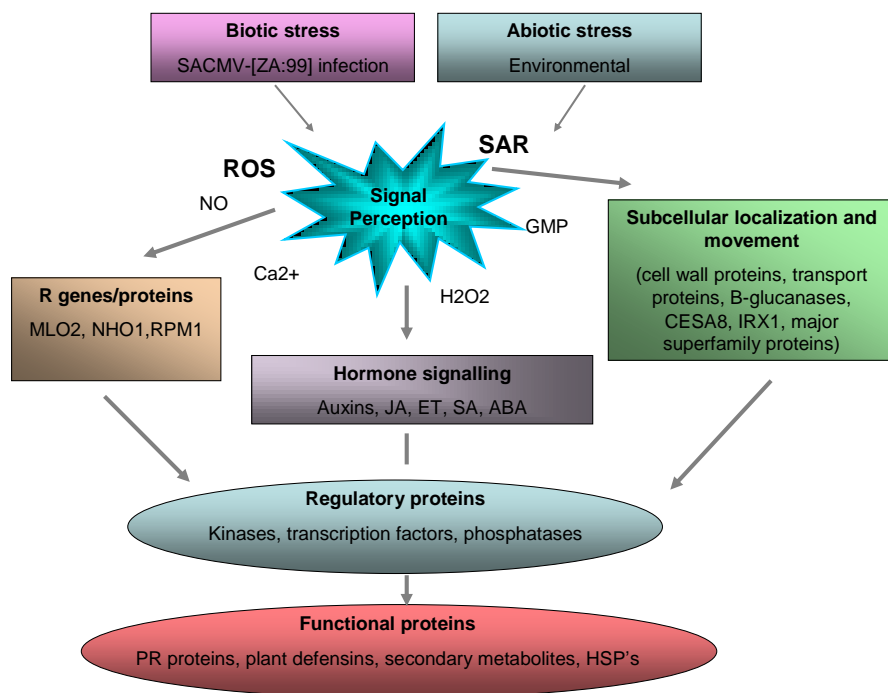 Biotic stress
SACMV-[ZA:99] infection
Abiotic stress
Environmental
ROS
SAR
NO
Signal
Perception
GMP
Ca2+
H2O2
R genes/proteins
MLO2, NHO1,RPM1
Subcellular localization and
movement
(cell wall proteins, transport
proteins, B-glucanases,
CESA8, IRX1, major
superfamily proteins)
Hormone signalling
Auxins, JA, ET, SA, ABA
Regulatory proteins
Kinases, transcription factors, phosphatases
Functional proteins
PR proteins, plant defensins, secondary metabolites, HSP's